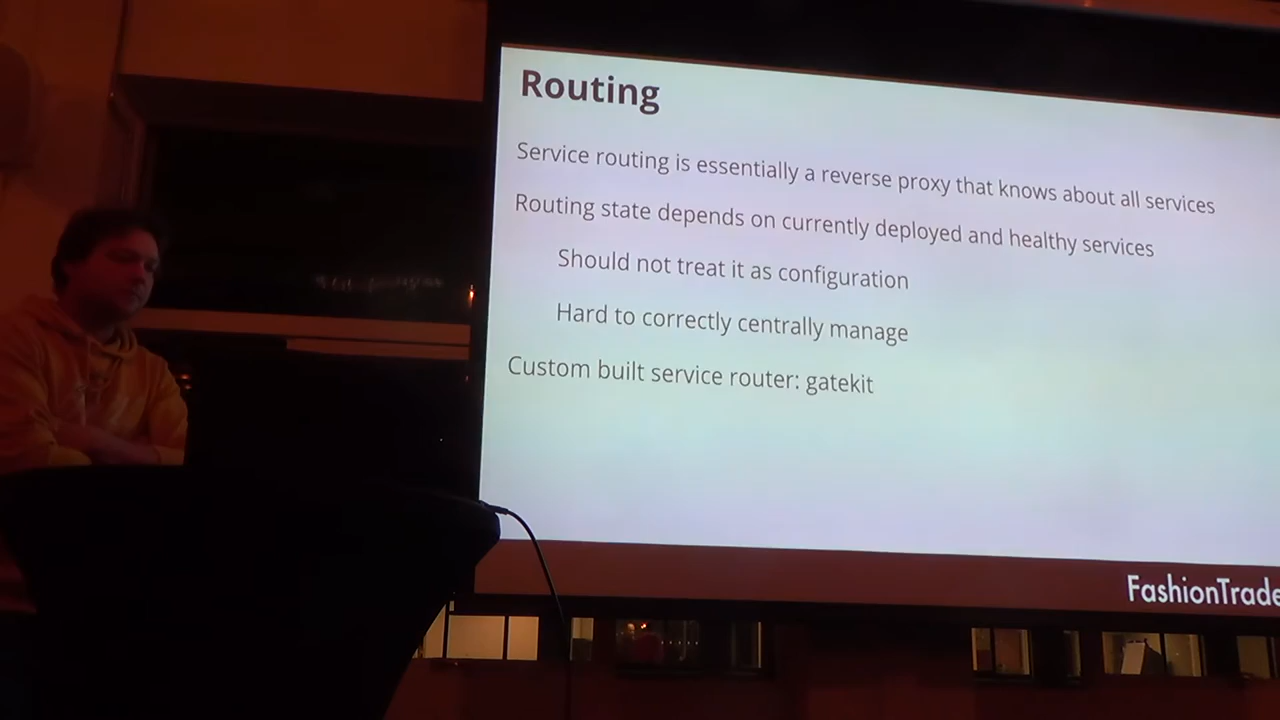 Routing
Service routing is essentially a reverse proxy that knows about all services
Routing state depends on currently deployed and healthy services
Should not treat it as configuration
Hard to correctly centrally manage
Custom built service router: gatekit
FashionTrade